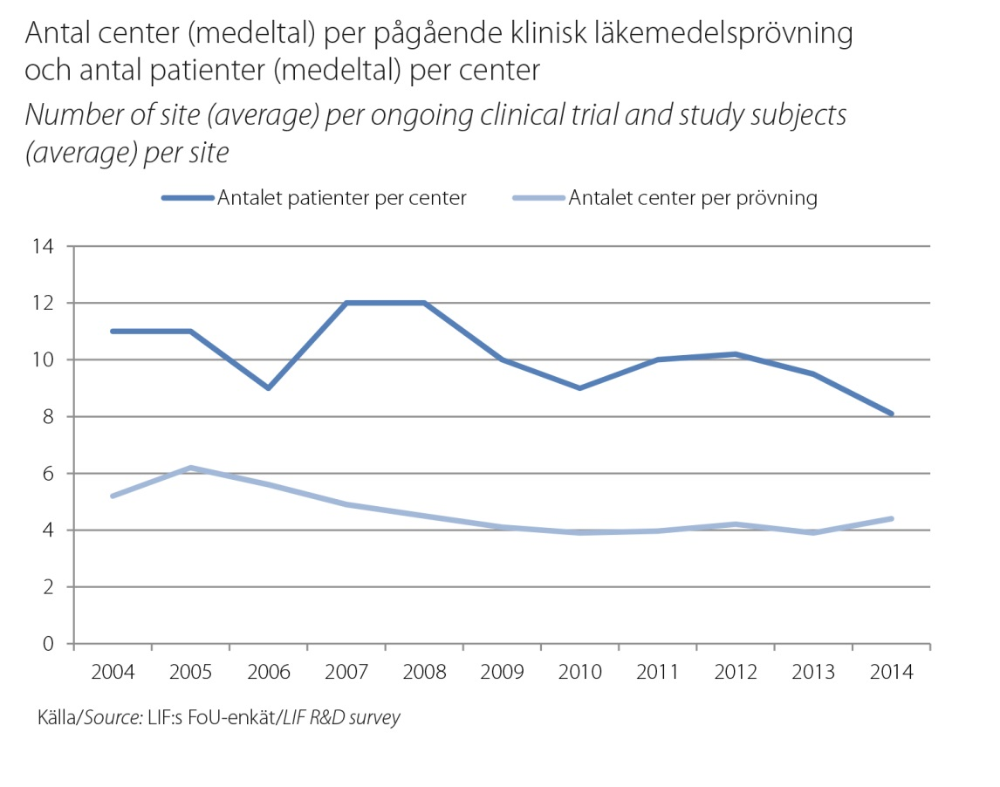 Antal center (medeltal) per pågående klinisk läkemedelsprövning
och antal patienter (medeltal) per center
Number of site (average) per ongoing clinical trial and study subjects
(average) per site
Antalet patienter per center
Antalet center per prövning
14
12
10
8
6
4
2
0
2004 2005 2006 2007 2008 2009 2010 2011 2012 2013 2014
Källa/Source: LIF:s FoU-enkät/LIF R&D survey